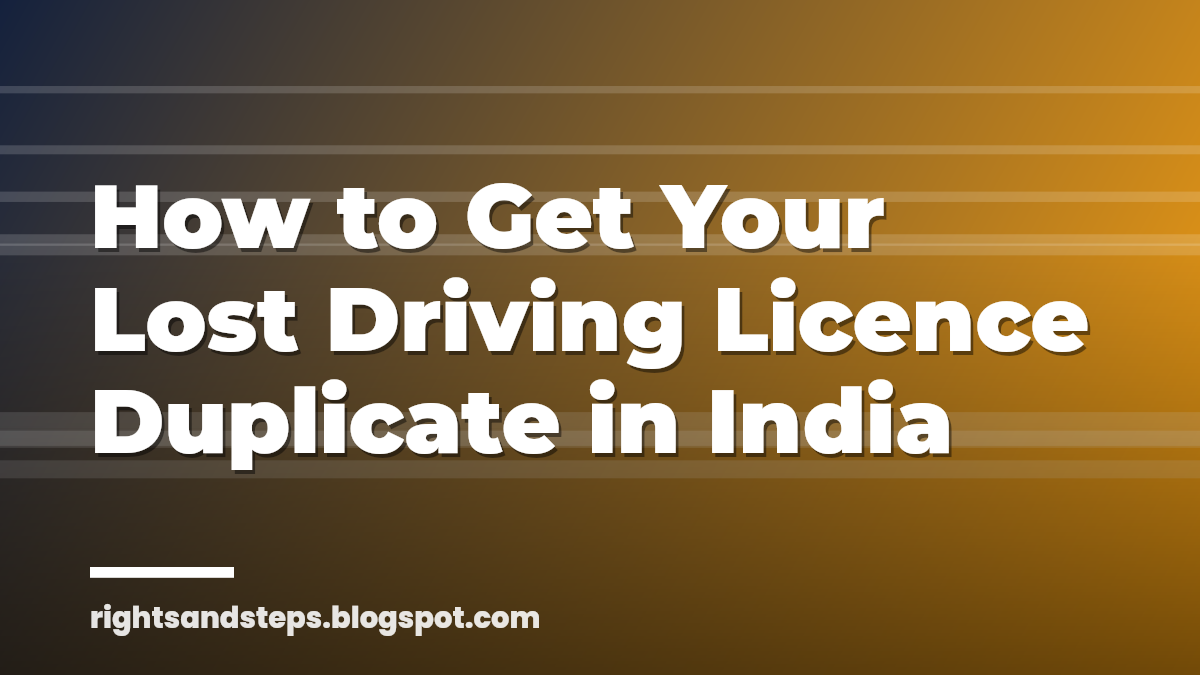 How to Get Your
Lost Driving Licence
Duplicate in India
rightsandsteps.blogspot.com